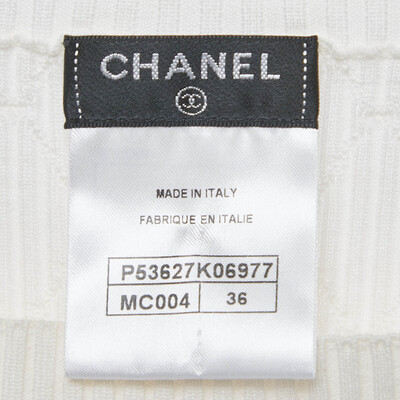 CHANEL
MADE IN ITALY
FABRIQUE EN ITALIE
P53627K06977
MC004 36